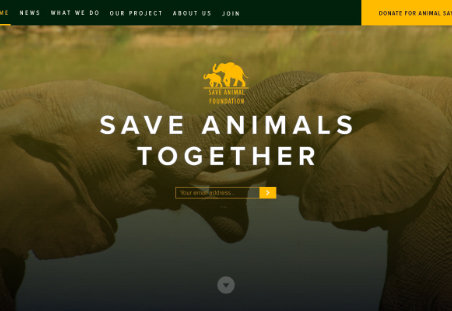 ME NEWS WHAT WE DO OUR PROJECT ABOUT US JOIN DONATE FOR ANIMAL SAV
SAVE ANIMAL
FOUNDATION
SAVE ANIMALS
TOGETHER
Your email address...